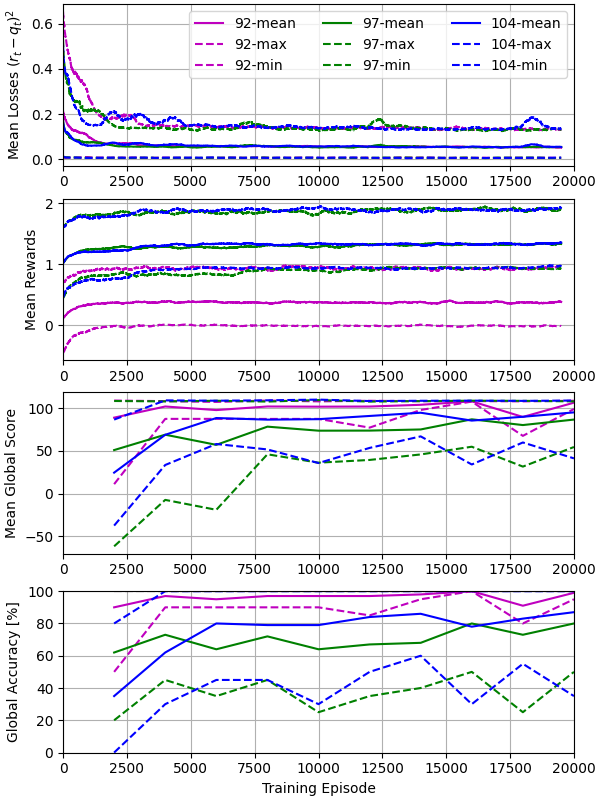 Mean Losses (r_t − q_t)^2
0.6
0.4
0.2
0.0
92-mean 97-mean 104-mean
92-max 97-max 104-max
92-min 97-min 104-min
0 2500 5000 7500 10000 12500 15000 17500 20000
Mean Rewards
2
1
0
0 2500 5000 7500 10000 12500 15000 17500 20000
Mean Global Score
100
50
0
−50
0 2500 5000 7500 10000 12500 15000 17500 20000
Global Accuracy [%]
100
80
60
40
20
0
0 2500 5000 7500 10000 12500 15000 17500 20000
Training Episode